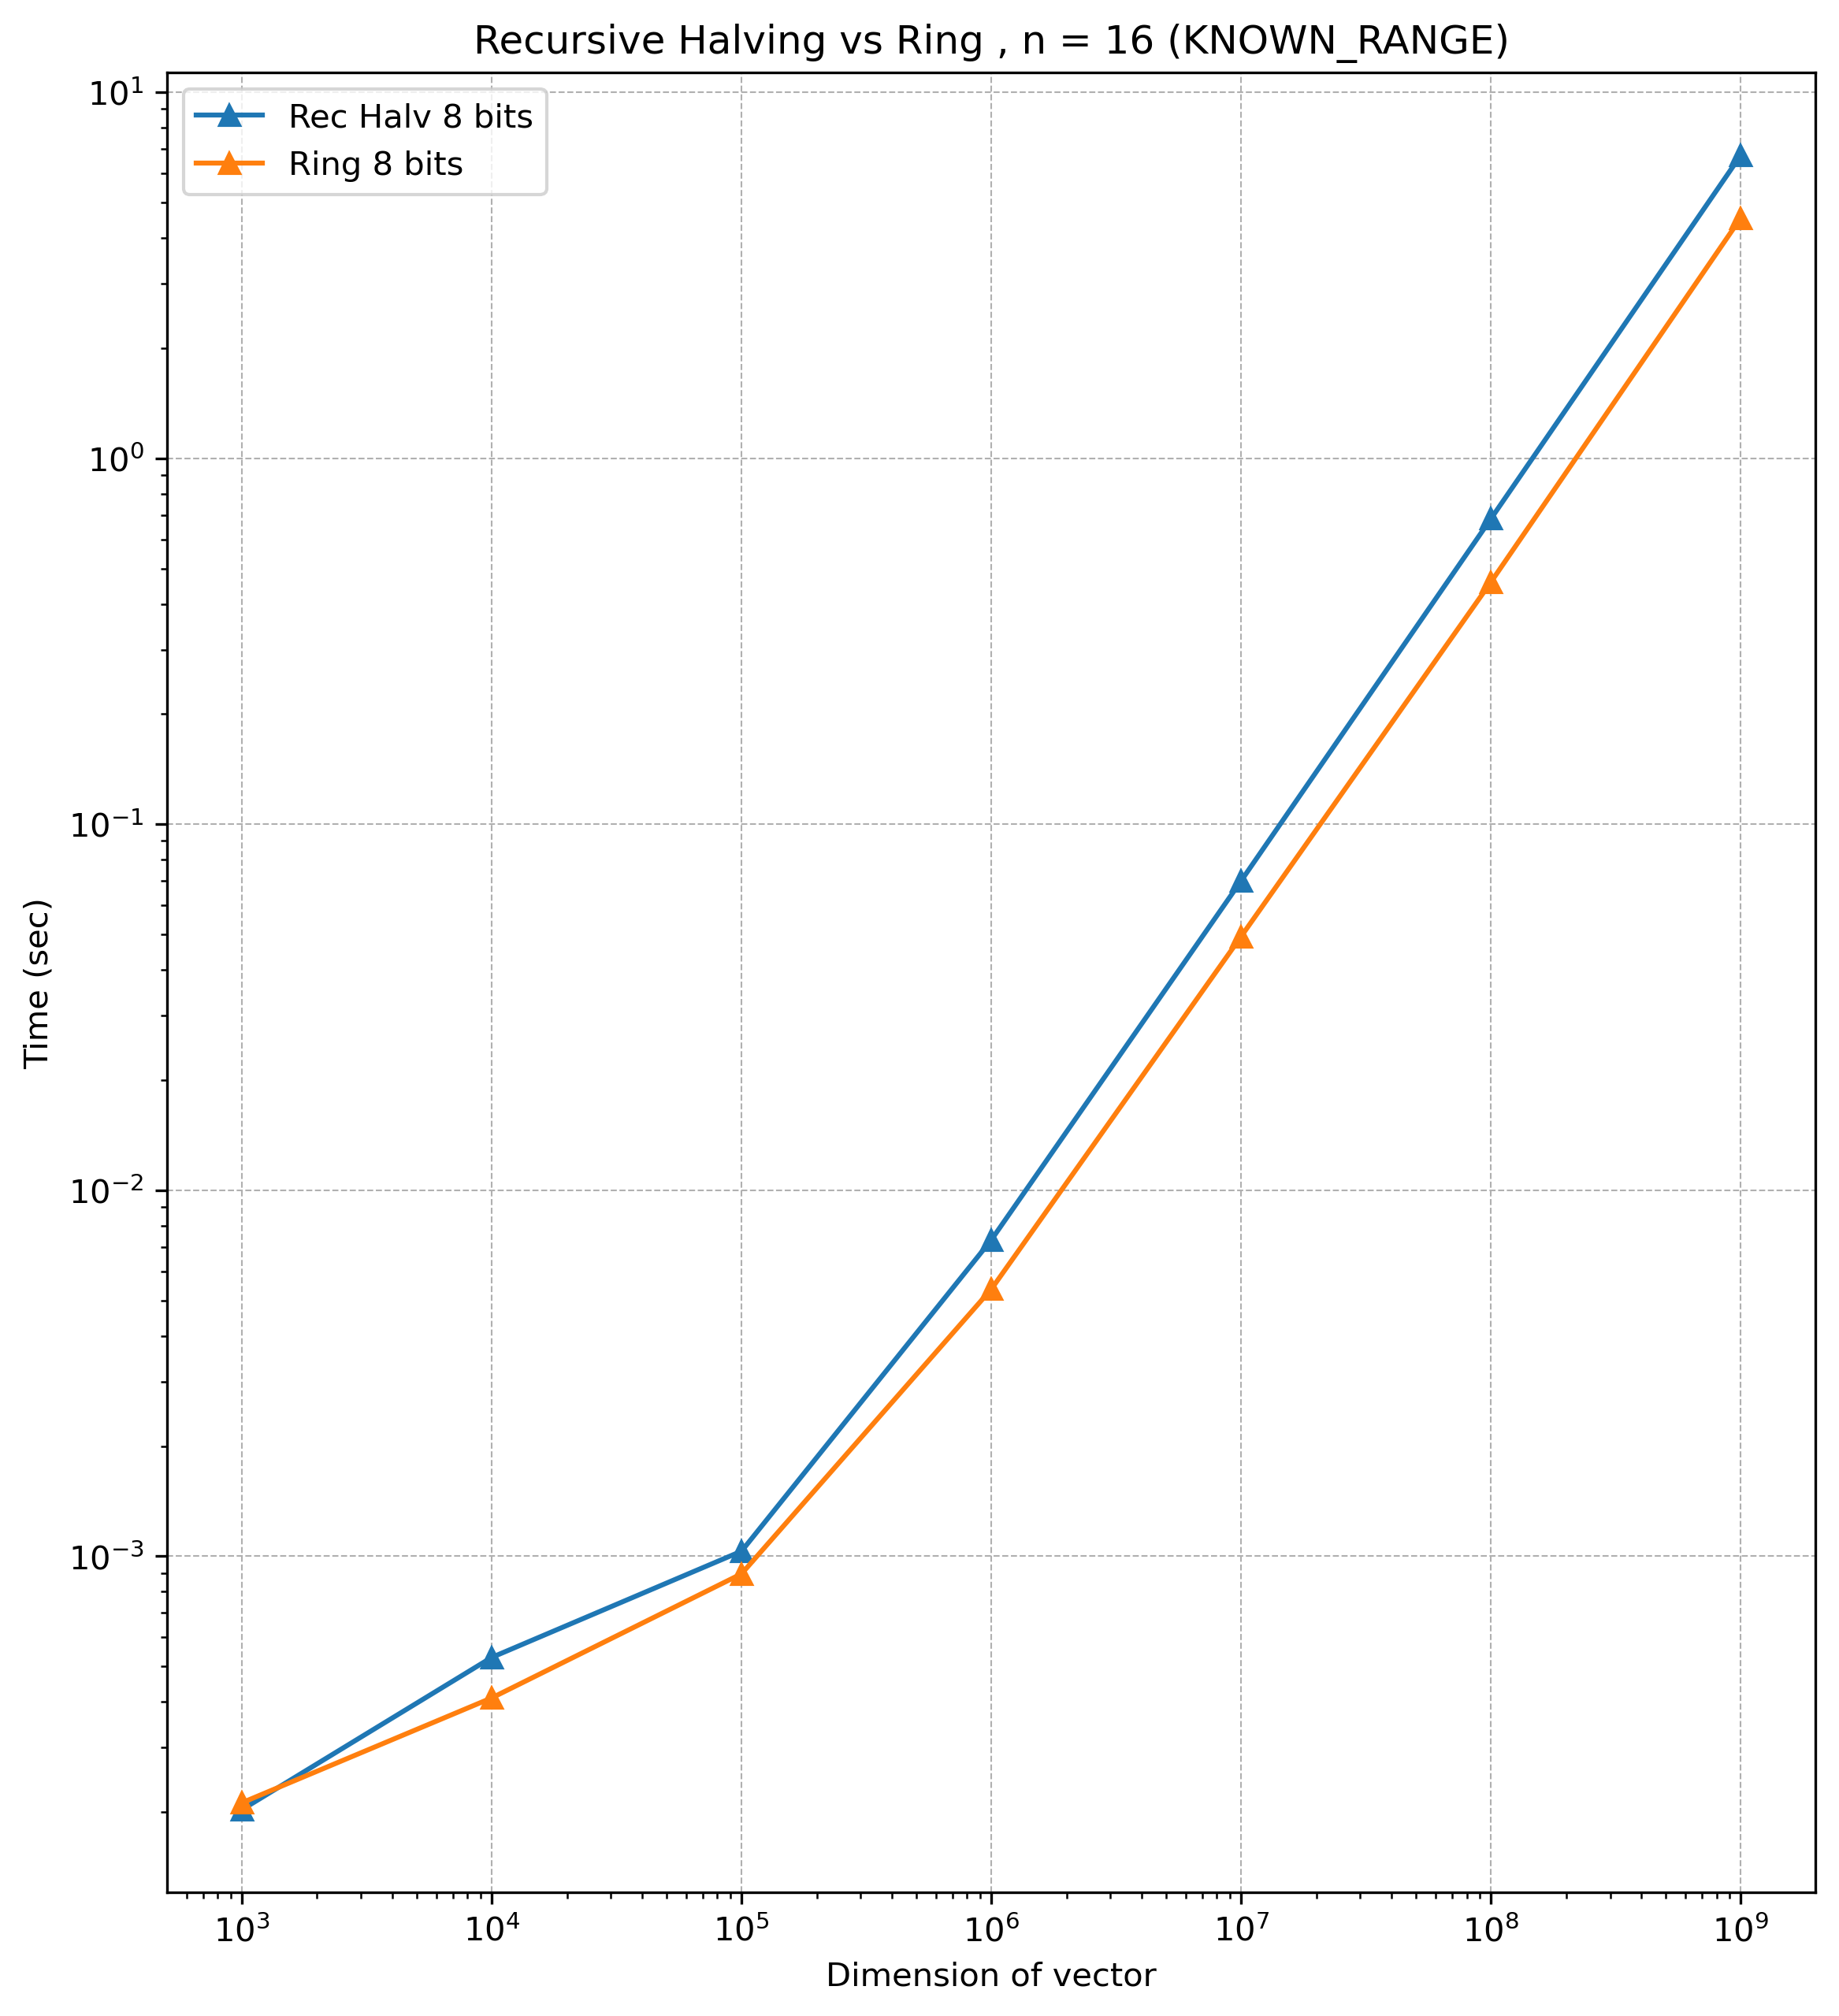 Recursive Halving vs Ring , n = 16 (KNOWN_RANGE)
Rec Halv 8 bits
Ring 8 bits
10¹
10⁰
10⁻¹
10⁻²
10⁻³
Time (sec)
10³ 10⁴ 10⁵ 10⁶ 10⁷ 10⁸ 10⁹
Dimension of vector